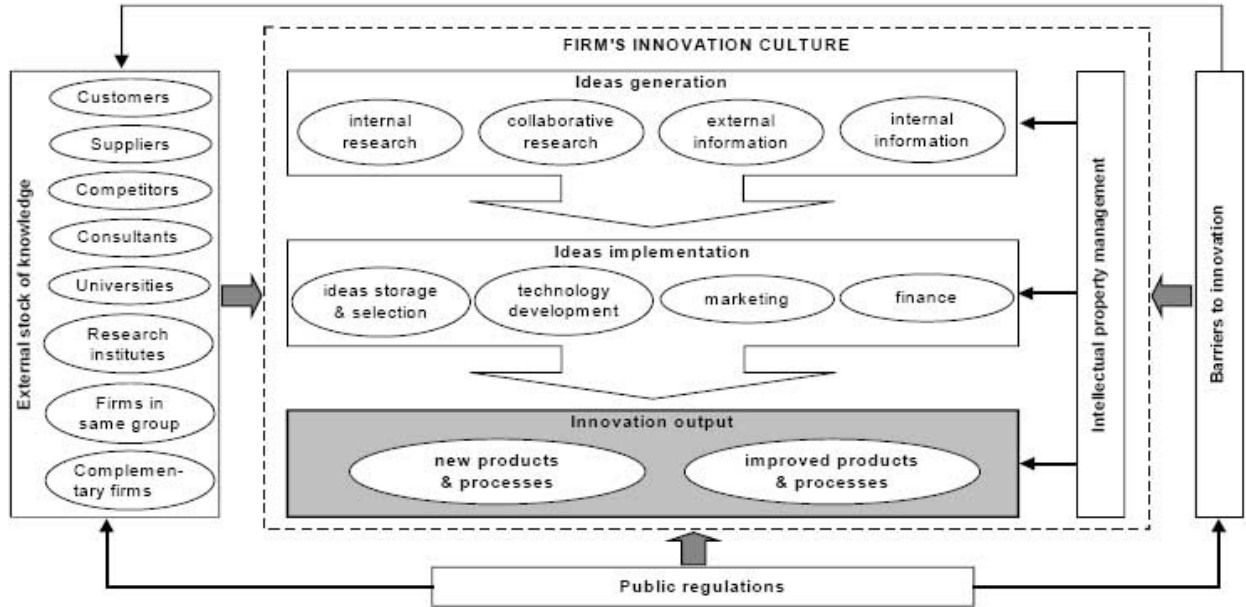 FIRM'S INNOVATION CULTURE
External stock of knowledge
Customers
Suppliers
Competitors
Consultants
Universities
Research
institutes
Firms in
same group
Complemen-
tary firms
Ideas generation
internal
research
collaborative
research
external
information
internal
information
Ideas implementation
ideas storage
& selection
technology
development
marketing
finance
Innovation output
new products
& processes
improved products
& processes
Intellectual property management
Barriers to innovation
Public regulations